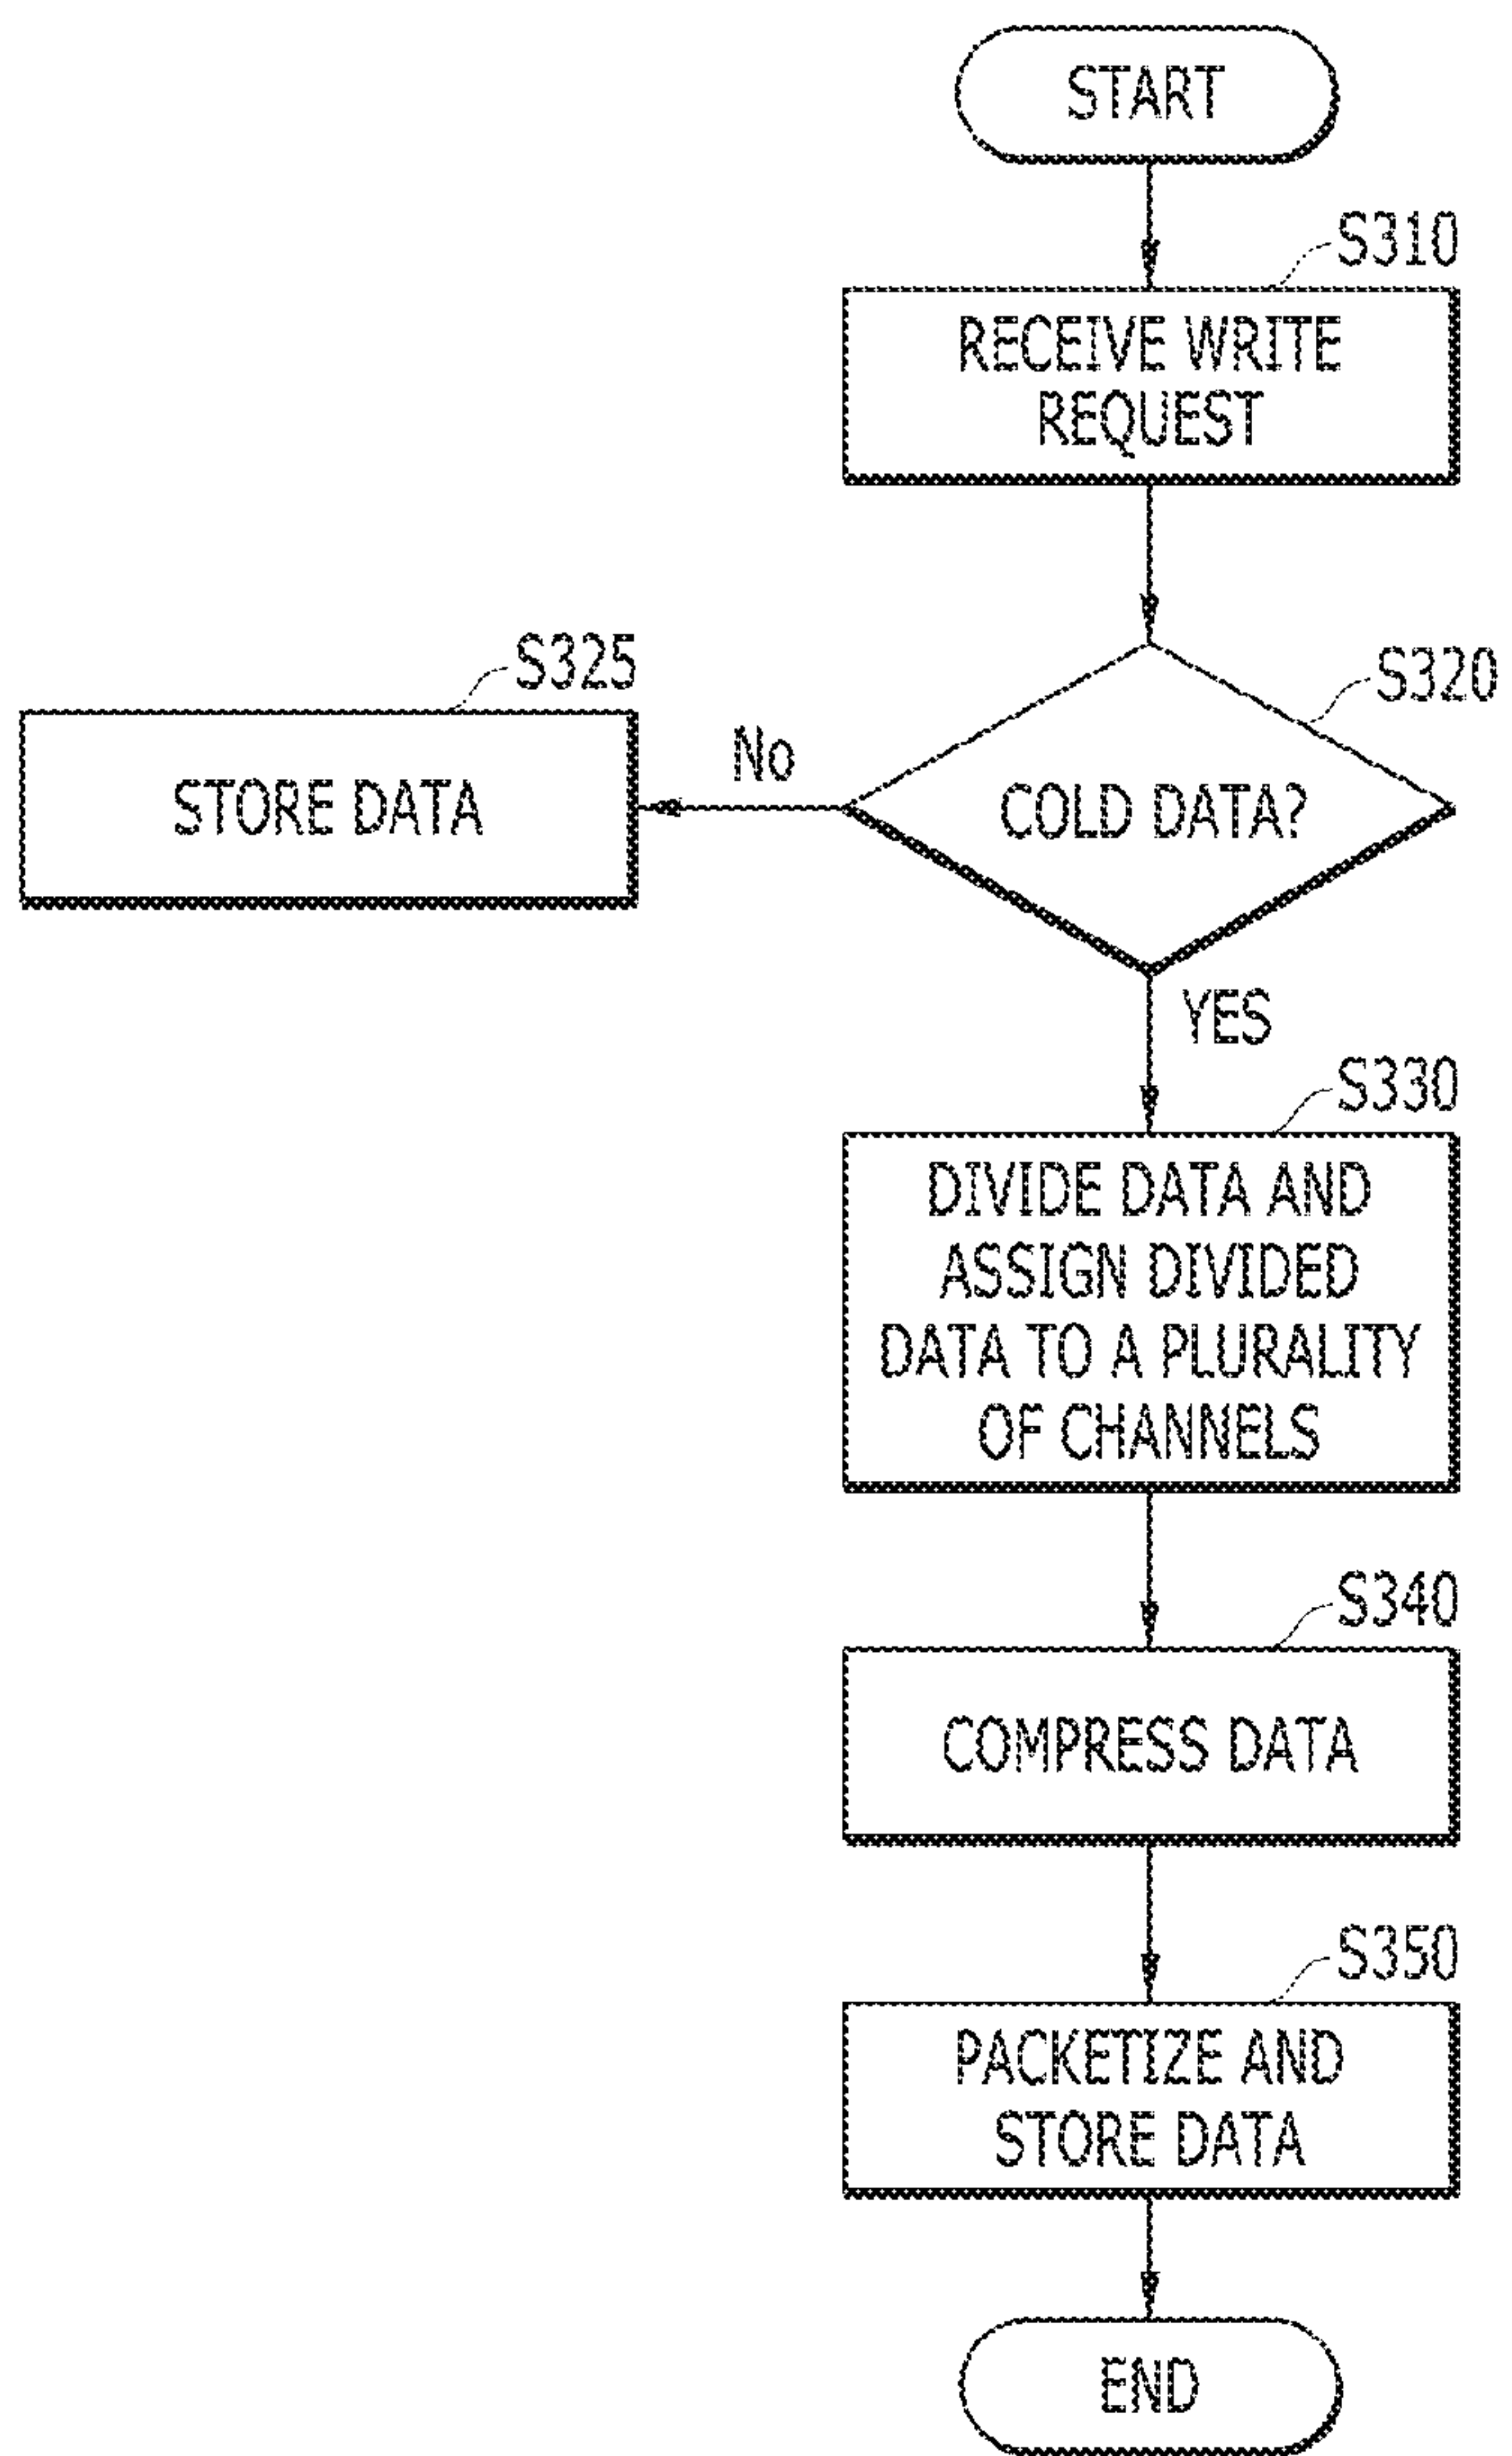 START
S310
RECEIVE WRITE
REQUEST
S325
S320
STORE DATA
No
COLD DATA?
YES
S330
DIVIDE DATA AND
ASSIGN DIVIDED
DATA TO A PLURALITY
OF CHANNELS
S340
COMPRESS DATA
S350
PACKETIZE AND
STORE DATA
END